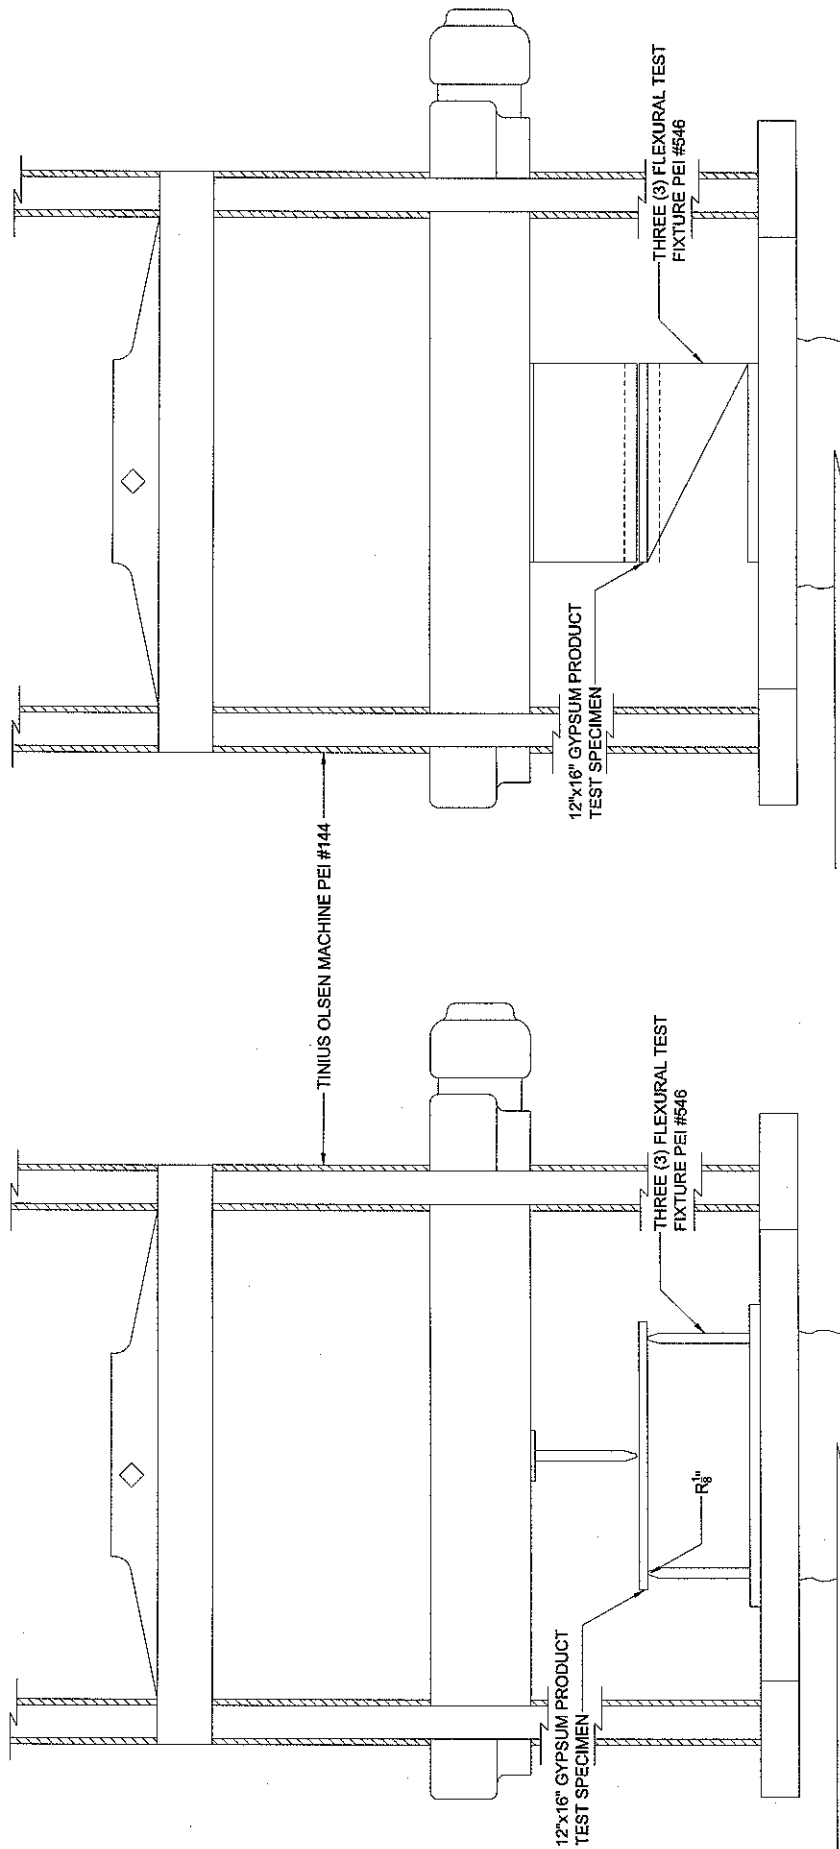 TINIUS OLSEN MACHINE PEI #144
12"x16" GYPSUM PRODUCT
TEST SPECIMEN
R1/8"
THREE (3) FLEXURAL TEST
FIXTURE PEI #546
12"x16" GYPSUM PRODUCT
TEST SPECIMEN
THREE (3) FLEXURAL TEST
FIXTURE PEI #546